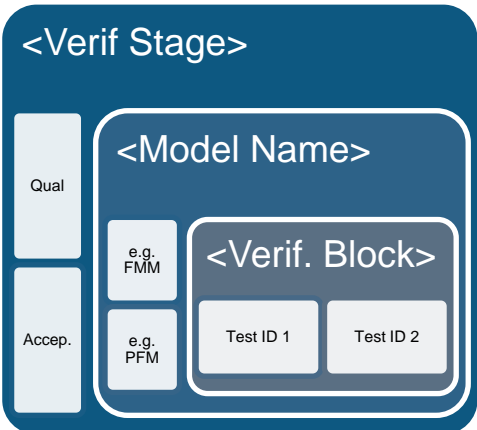 <Verif Stage>
Qual
Accep.
<Model Name>
e.g.
FMM
e.g.
PFM
<Verif. Block>
Test ID 1
Test ID 2